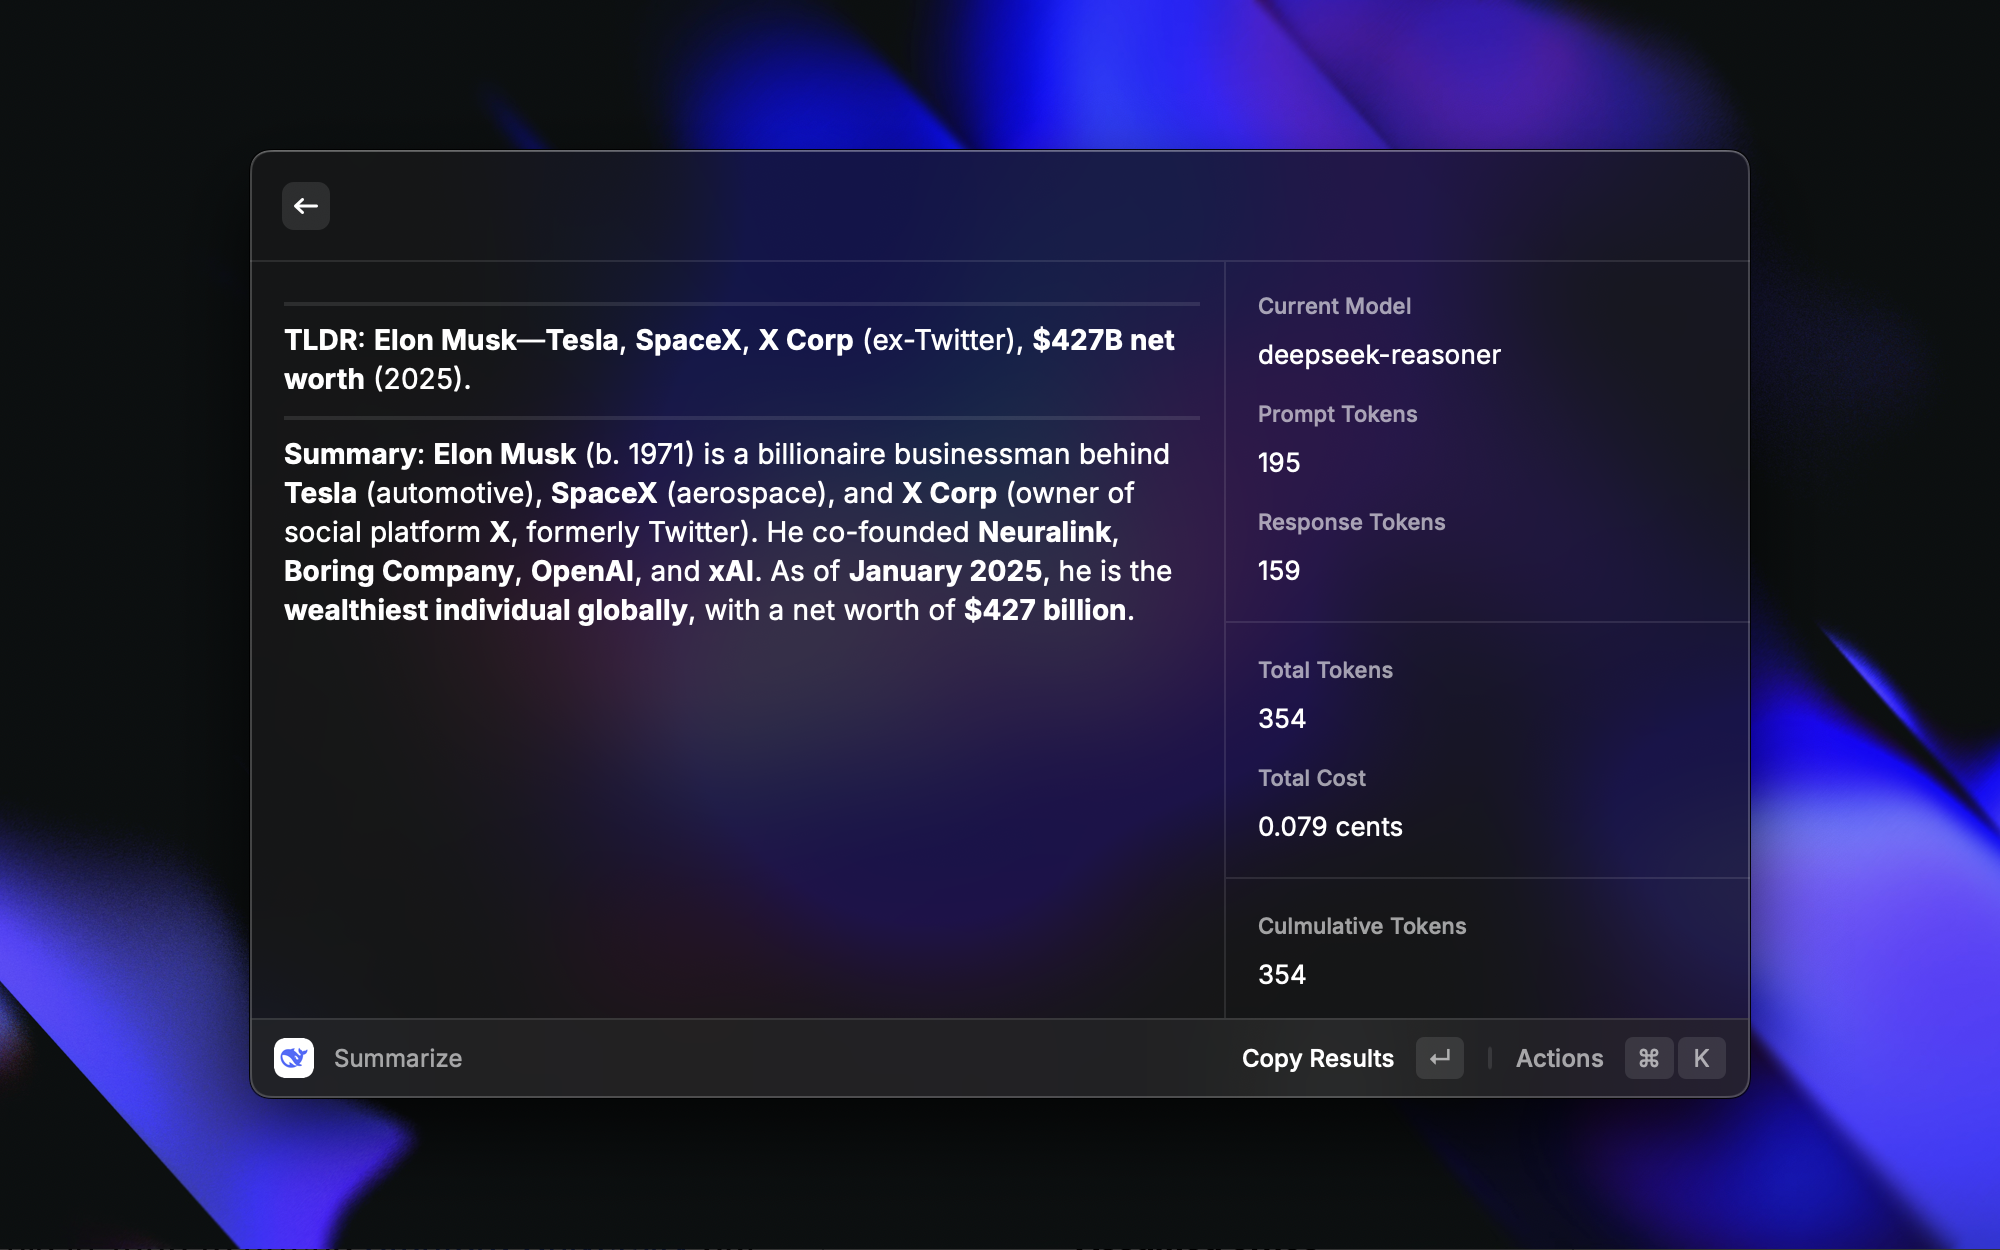 TLDR: Elon Musk—Tesla, SpaceX, X Corp (ex-Twitter), $427B net
worth (2025).
Summary: Elon Musk (b. 1971) is a billionaire businessman behind
Tesla (automotive), SpaceX (aerospace), and X Corp (owner of
social platform X, formerly Twitter). He co-founded Neuralink,
Boring Company, OpenAI, and xAI. As of January 2025, he is the
wealthiest individual globally, with a net worth of $427 billion.
Current Model
deepseek-reasoner
Prompt Tokens
195
Response Tokens
159
Total Tokens
354
Total Cost
0.079 cents
Culmulative Tokens
354
Summarize
Copy Results ↵ | Actions ⌘ K